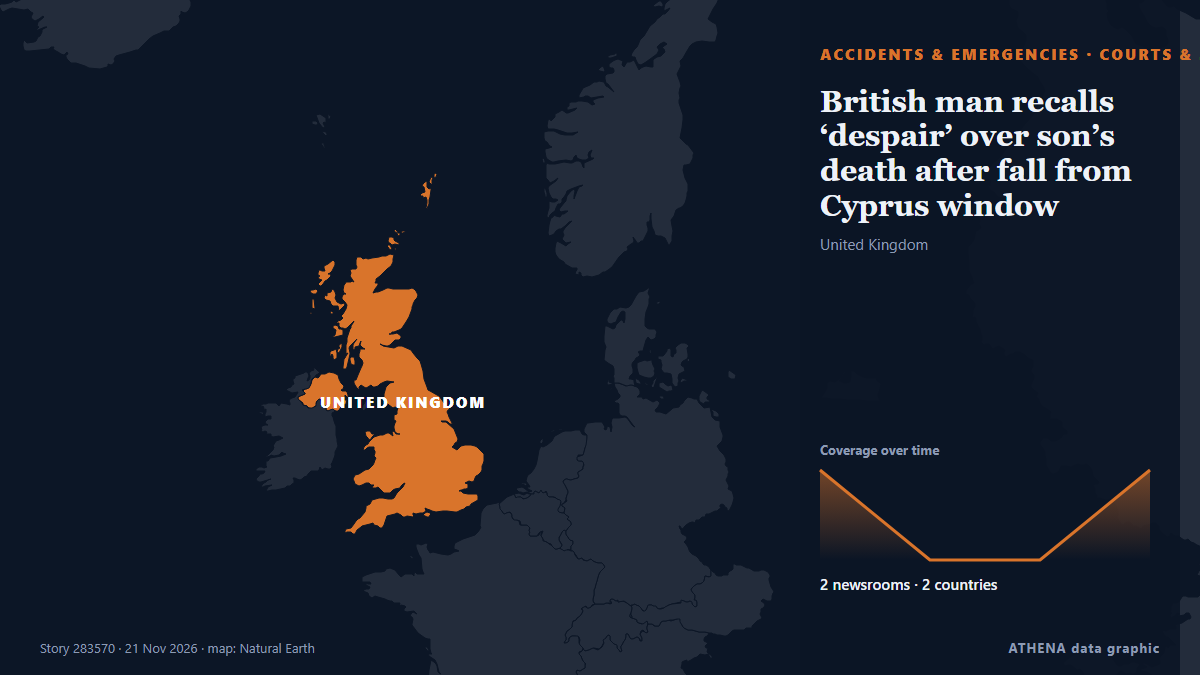 ACCIDENTS & EMERGENCIES · COURTS &
British man recalls
‘despair’ over son’s
death after fall from
Cyprus window
United Kingdom
UNITED KINGDOM
Coverage over time
2 newsrooms · 2 countries
Story 283570 · 21 Nov 2026 · map: Natural Earth
ATHENA data graphic